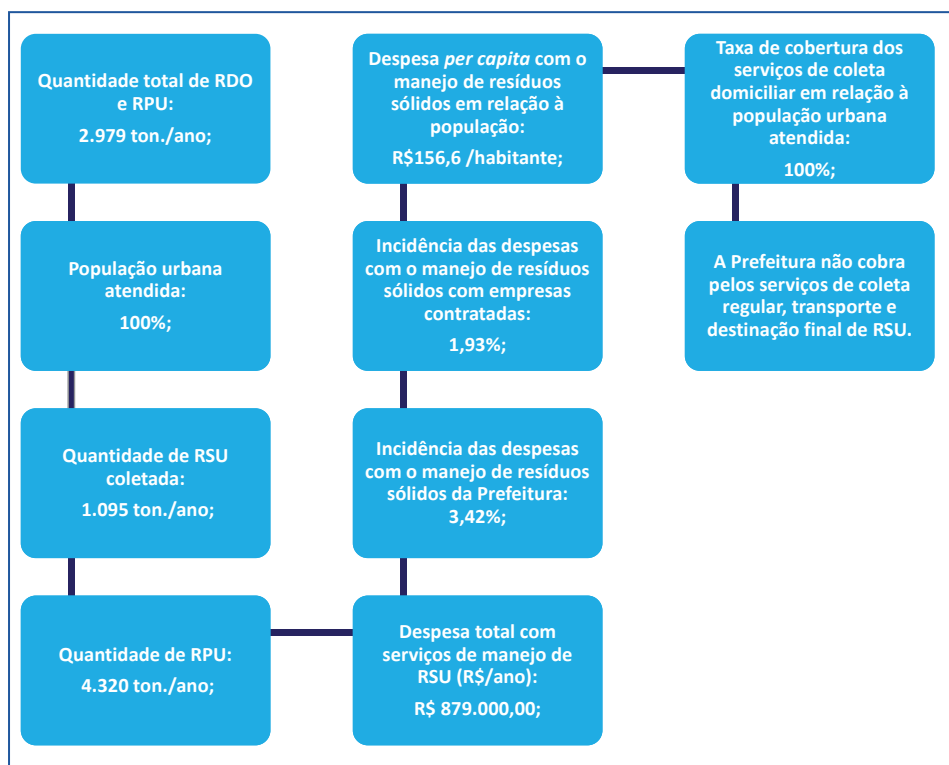 Quantidade total de RDO
e RPU:
2.979 ton./ano;
População urbana
atendida:
100%;
Quantidade de RSU
coletada:
1.095 ton./ano;
Quantidade de RPU:
4.320 ton./ano;
Despesa total com
serviços de manejo de
RSU (R$/ano):
R$ 879.000,00;
Incidência das despesas
com o manejo de resíduos
sólidos da Prefeitura:
3,42%;
Incidência das despesas
com o manejo de resíduos
sólidos com empresas
contratadas:
1,93%;
Despesa per capita com o
manejo de resíduos
sólidos em relação à
população:
R$156,6 /habitante;
Taxa de cobertura dos
serviços de coleta
domiciliar em relação à
população urbana
atendida:
100%;
A Prefeitura não cobra
pelos serviços de coleta
regular, transporte e
destinação final de RSU.